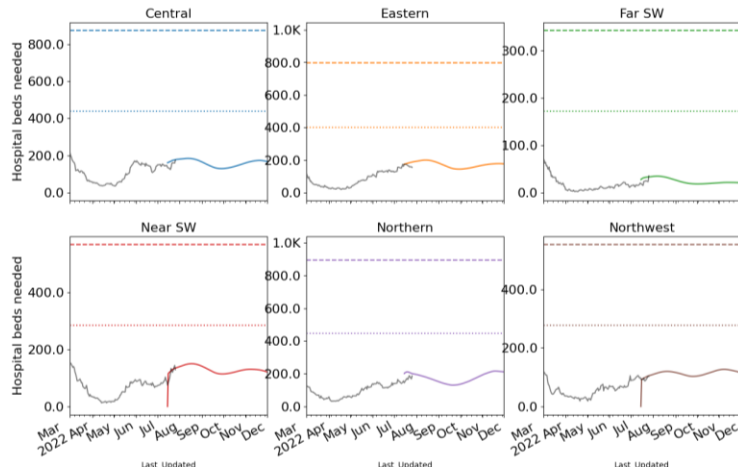 Central
Eastern
Far SW
Hospital beds needed
800.0
600.0
400.0
200.0
0.0
1.0K
800.0
600.0
400.0
200.0
0.0
300.0
200.0
100.0
0.0
Near SW
Northern
Northwest
Hospital beds needed
400.0
200.0
0.0
1.0K
800.0
600.0
400.0
200.0
0.0
400.0
200.0
0.0
Mar 2022 Apr May Jun Jul Aug Sep Oct Nov Dec
Mar 2022 Apr May Jun Jul Aug Sep Oct Nov Dec
Mar 2022 Apr May Jun Jul Aug Sep Oct Nov Dec
Last Updated
Last Updated
Last Updated